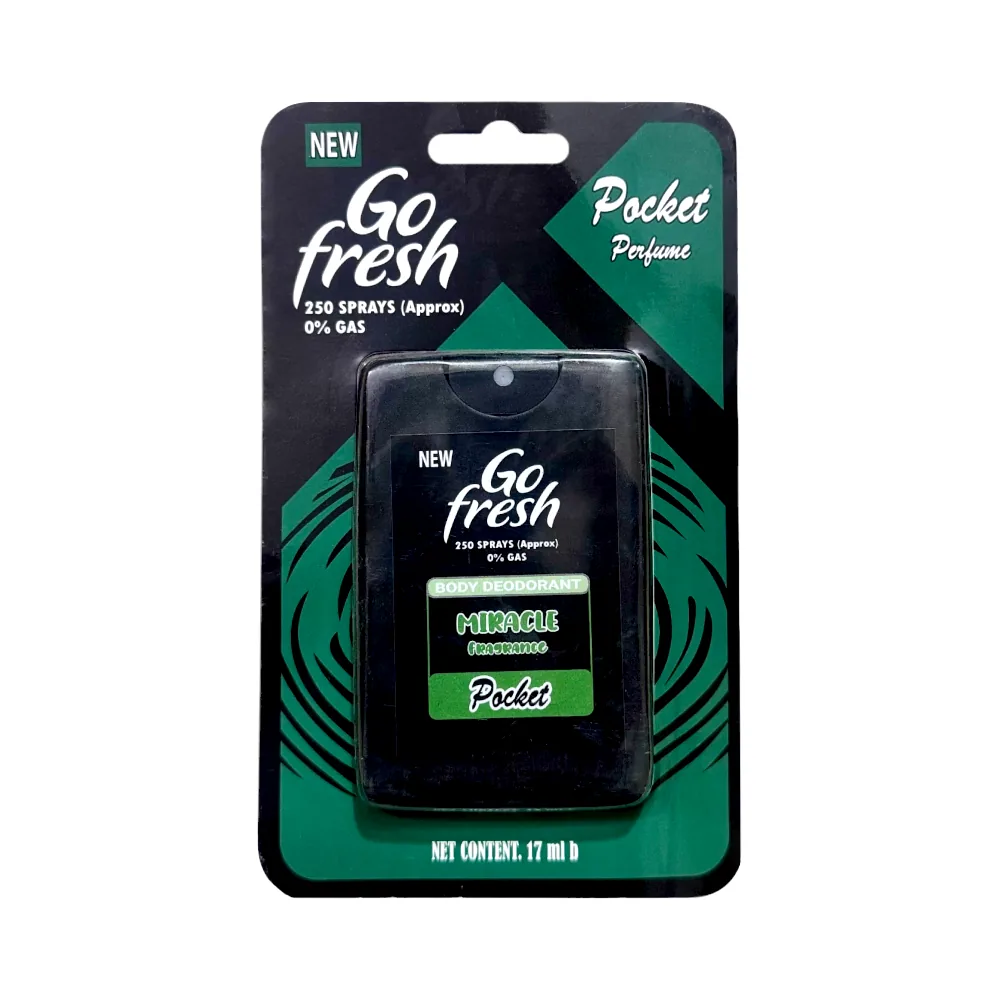 NEW
Go
fresh
250 SPRAYS (Approx)
0% GAS
Pocket
Perfume
NEW
Go
fresh
250 SPRAYS (Approx)
0% GAS
BODY DEODORANT
MIRACLE
FRAGRANCE
Pocket
NET CONTENT. 17 ml b